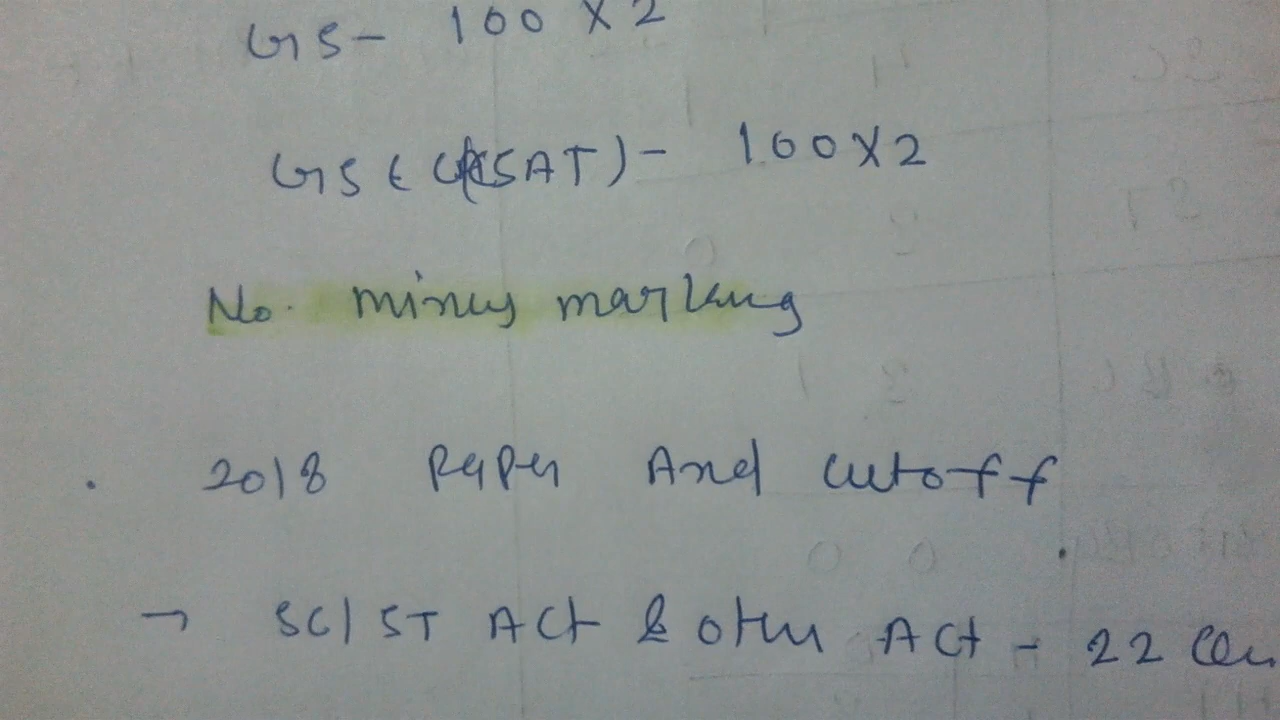 GS - 100 X 2
GS (CSAT) - 100 X 2
No. minus marking
. 2018 Paper And cutoff .
→ SC/ST Act & other Act - 22